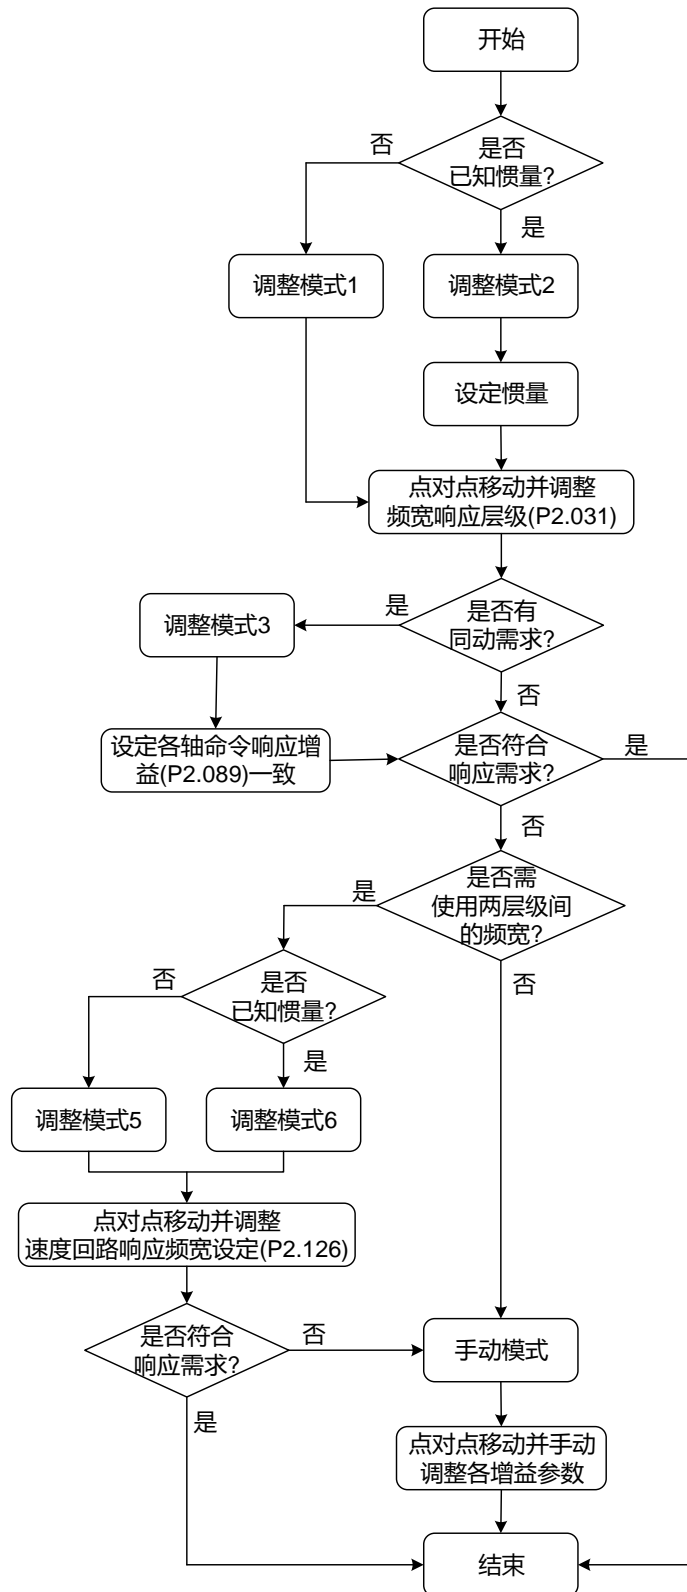 开始
否
是否
已知惯量?
是
调整模式1
调整模式2
设定惯量
点对点移动并调整
频宽响应层级(P2.031)
是
是否有
同动需求?
调整模式3
否
设定各轴命令响应增
益(P2.089)一致
是否符合
响应需求?
是
否
是否需
使用两层级间
的频宽?
是
否
是否
已知惯量?
否
是
调整模式5
调整模式6
点对点移动并调整
速度回路响应频宽设定(P2.126)
是否符合
响应需求?
否
手动模式
是
点对点移动并手动
调整各增益参数
结束